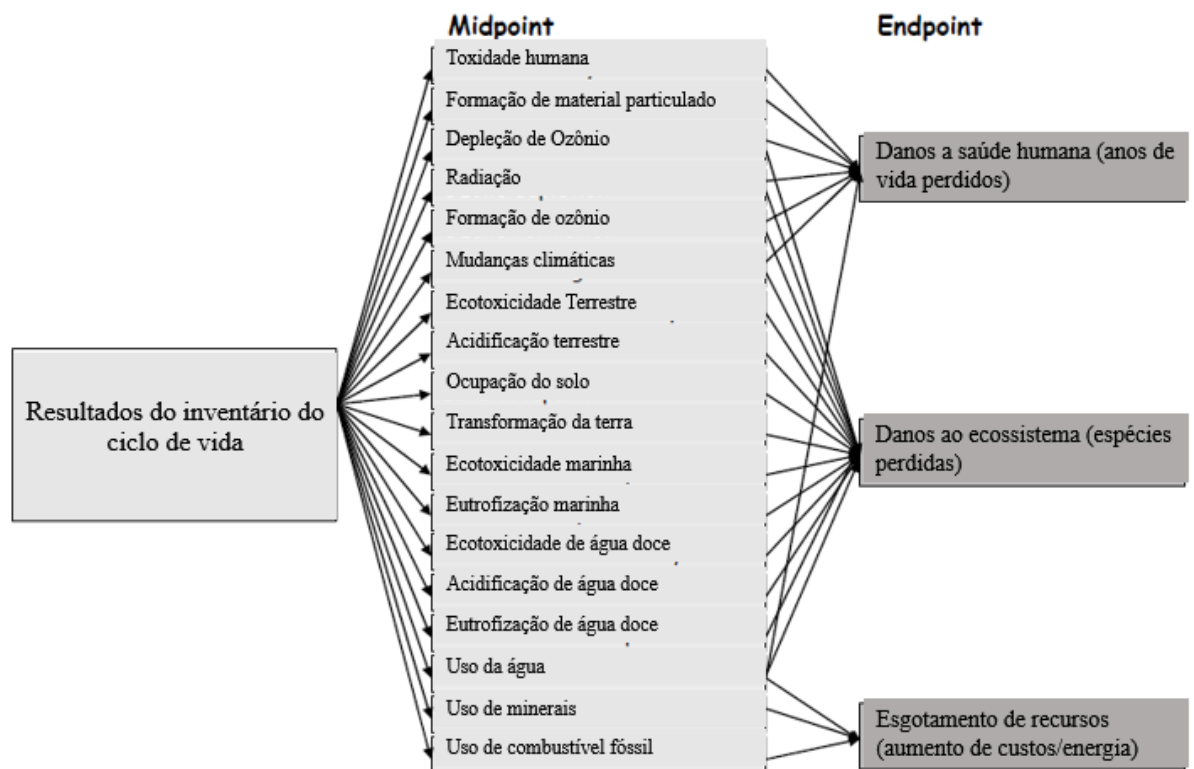 Midpoint
Endpoint
Resultados do inventário do
ciclo de vida
Toxidade humana
Formação de material particulado
Depleção de Ozônio
Radiação
Formação de ozônio
Mudanças climáticas
Ecotoxicidade Terrestre
Acidificação terrestre
Ocupação do solo
Transformação da terra
Ecotoxicidade marinha
Eutrofização marinha
Ecotoxicidade de água doce
Acidificação de água doce
Eutrofização de água doce
Uso da água
Uso de minerais
Uso de combustível fóssil
Danos a saúde humana (anos de
vida perdidos)
Danos ao ecossistema (espécies
perdidas)
Esgotamento de recursos
(aumento de custos/energia)